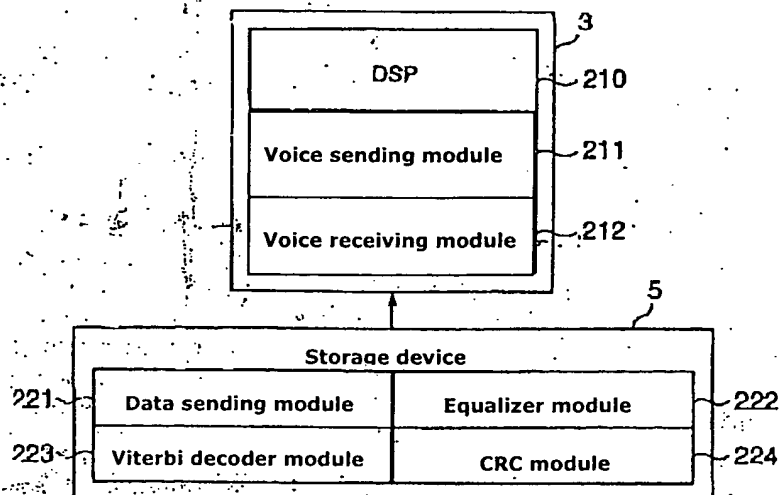 3
DSP
210
Voice sending module
211
Voice receiving module
212
5
Storage device
221
Data sending module
Equalizer module
222
223
Viterbi decoder module
CRC module
224